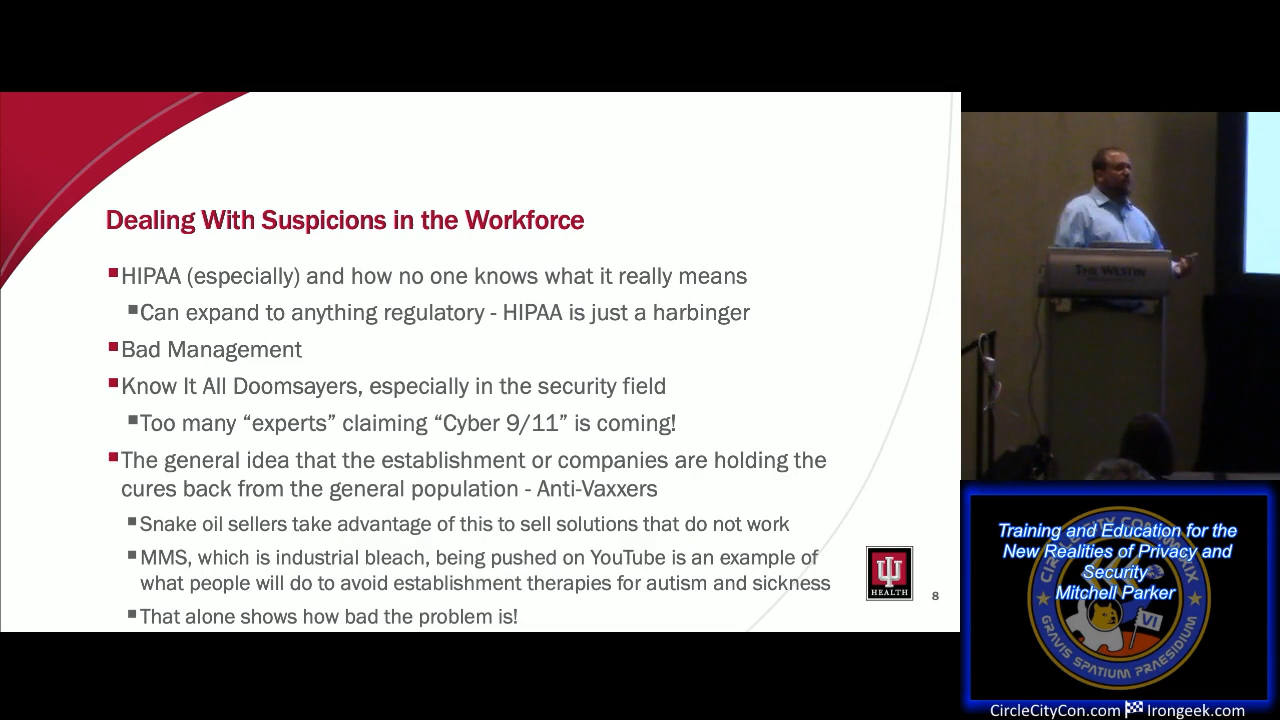 Dealing With Suspicions in the Workforce
▪HIPAA (especially) and how no one knows what it really means
▪Can expand to anything regulatory - HIPAA is just a harbinger
▪Bad Management
▪Know It All Doomsayers, especially in the security field
▪Too many “experts” claiming “Cyber 9/11” is coming!
▪The general idea that the establishment or companies are holding the
cures back from the general population - Anti-Vaxxers
▪Snake oil sellers take advantage of this to sell solutions that do not work
▪MMS, which is industrial bleach, being pushed on YouTube is an example of
what people will do to avoid establishment therapies for autism and sickness
▪That alone shows how bad the problem is!
HEALTH
8
THE WESTIN
Training and Education for the
New Realities of Privacy and
Security
Mitchell Parker
VI
GRAVIS SPATIUM PRAESIDIUM
CircleCityCon.com Irongeek.com